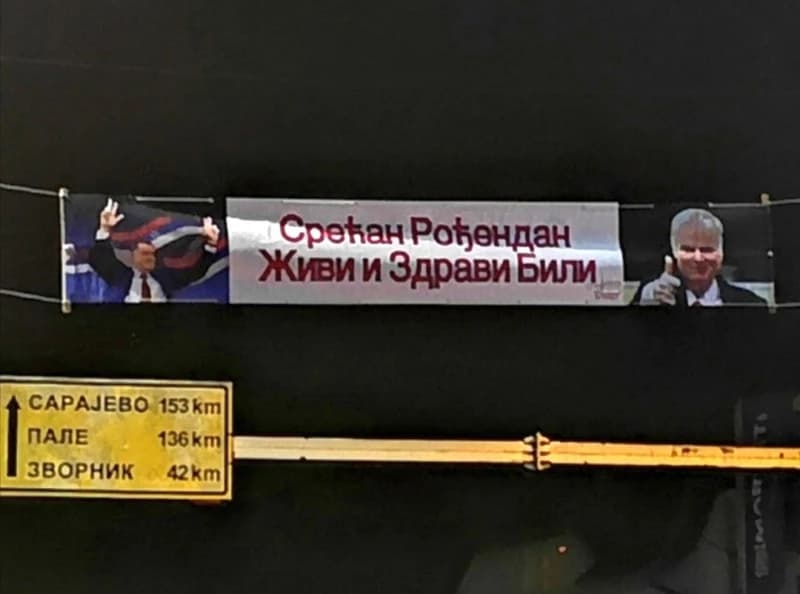 Срећан Рођендан
Живи и Здрави Били
САРАЈЕВО 153 km
ПАЛЕ 136 km
ЗВОРНИК 42 km